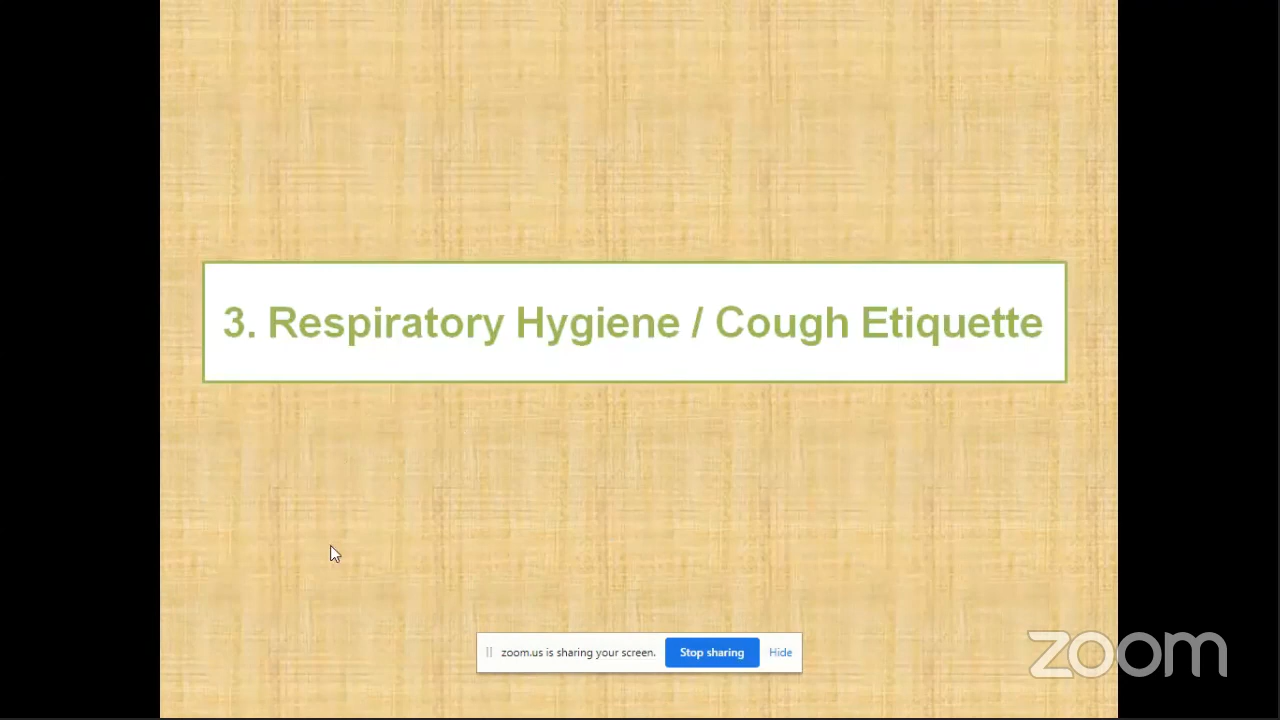 3. Respiratory Hygiene / Cough Etiquette
zoom.us is sharing your screen. Stop sharing Hide
zoom